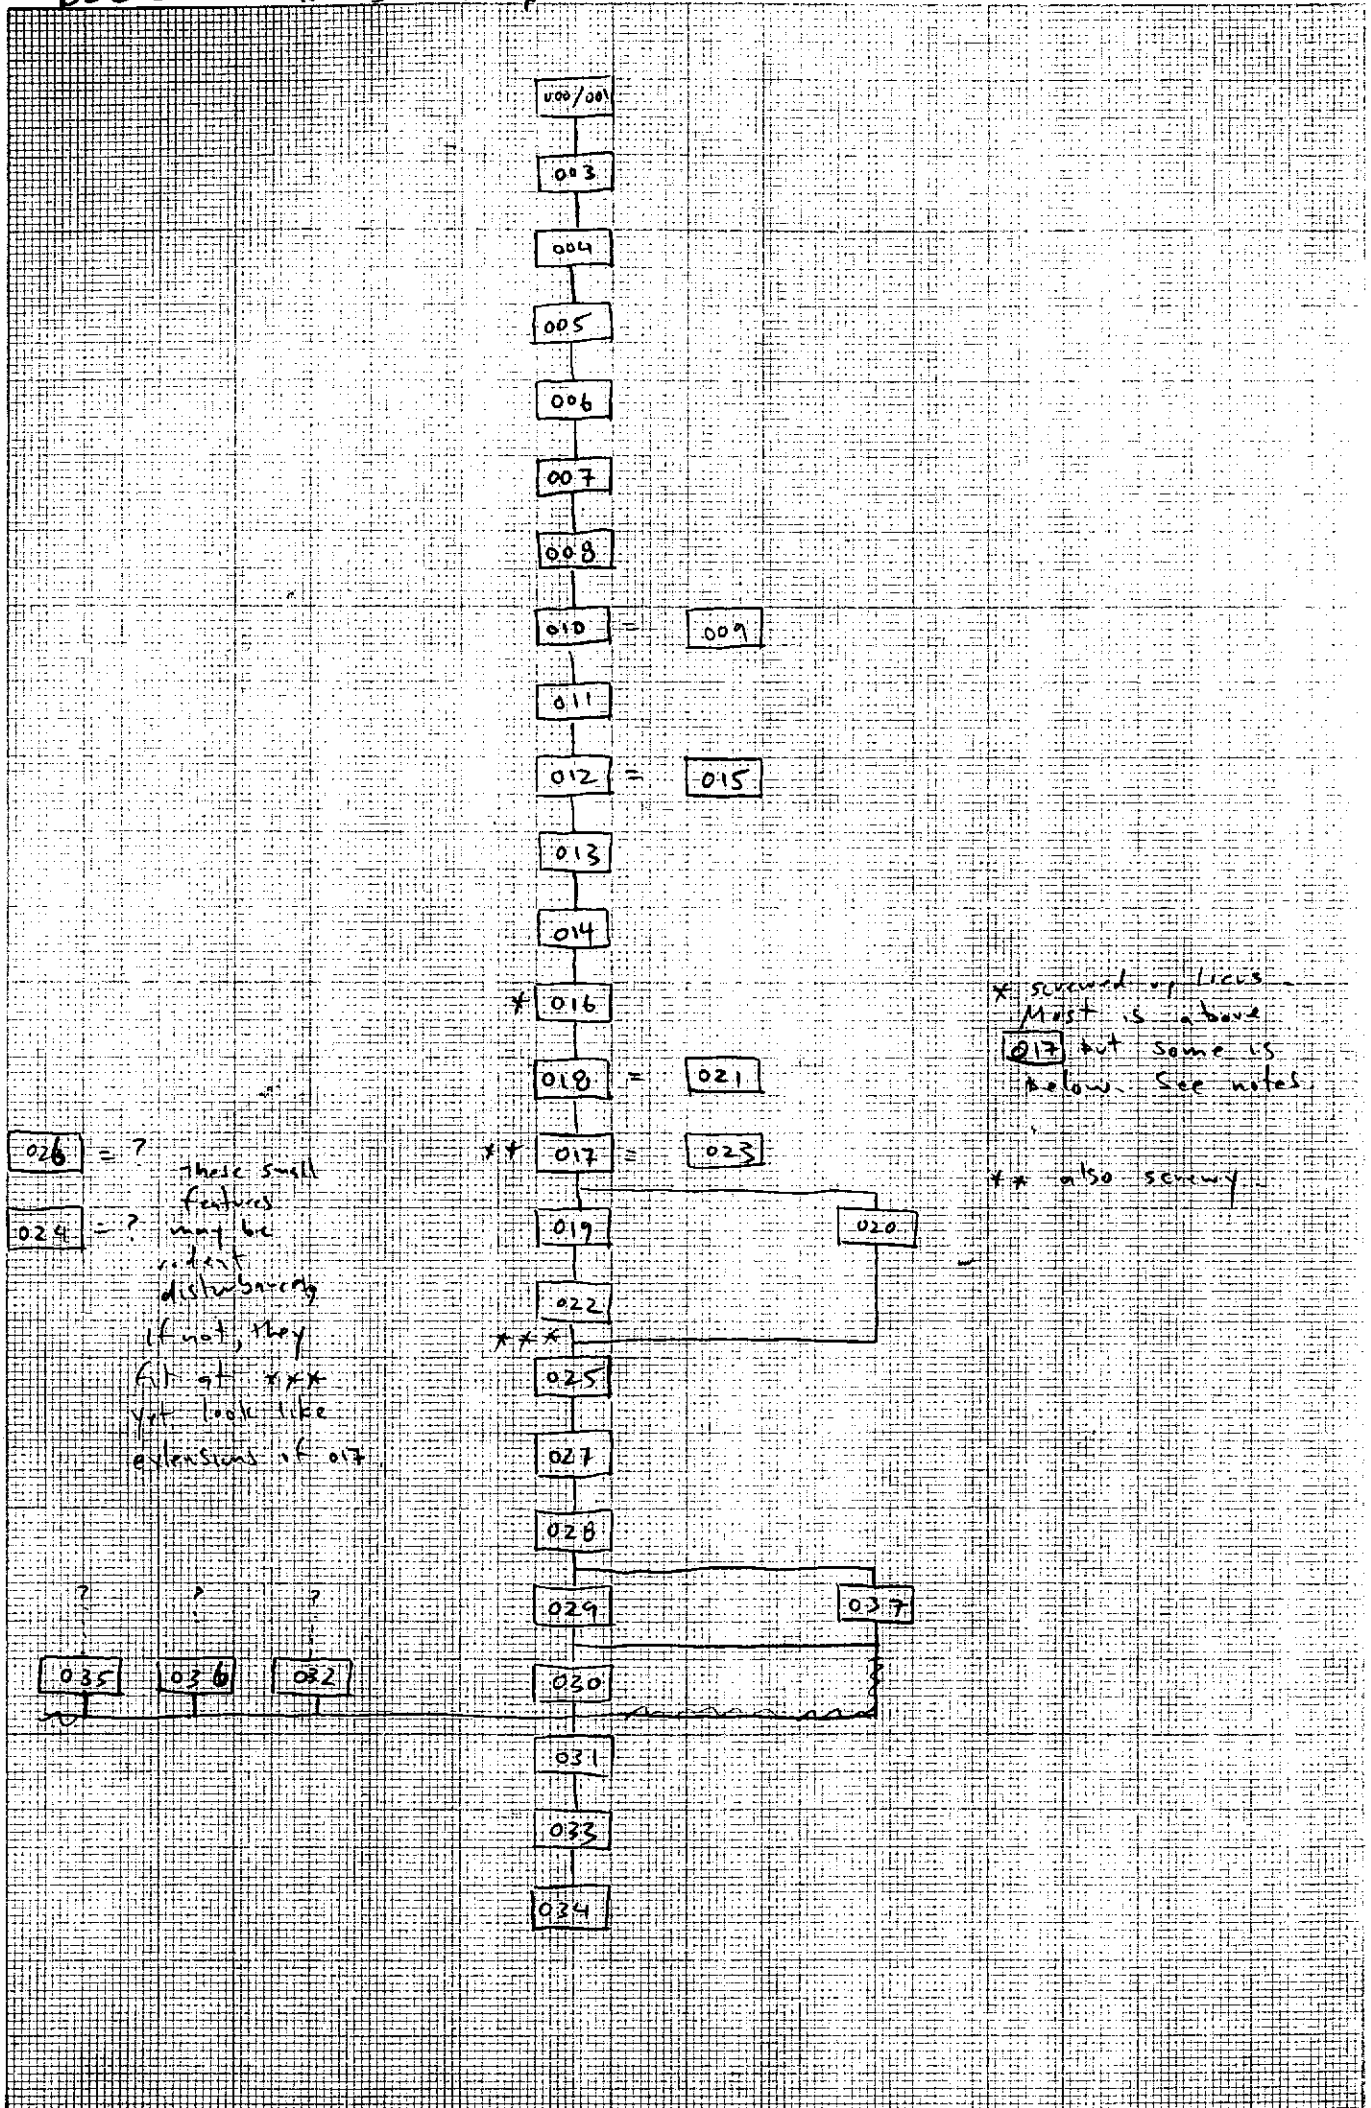 000/001
003
004
005
006
007
008
010 = 009
011
012 = 015
013
014
* 016
* screwed up locus.
Most is above
017 but some is
below. See notes.
018 = 021
** 017 = 023
** also screwy.
026 = ?
024 = ?
These small
features
may be
rodent
disturbances,
if not, they
fit at ***
yet look like
extensions of 017.
019 020
022
***
025
027
028
? ? ?
029 037
035 036 032 030
031
033
034